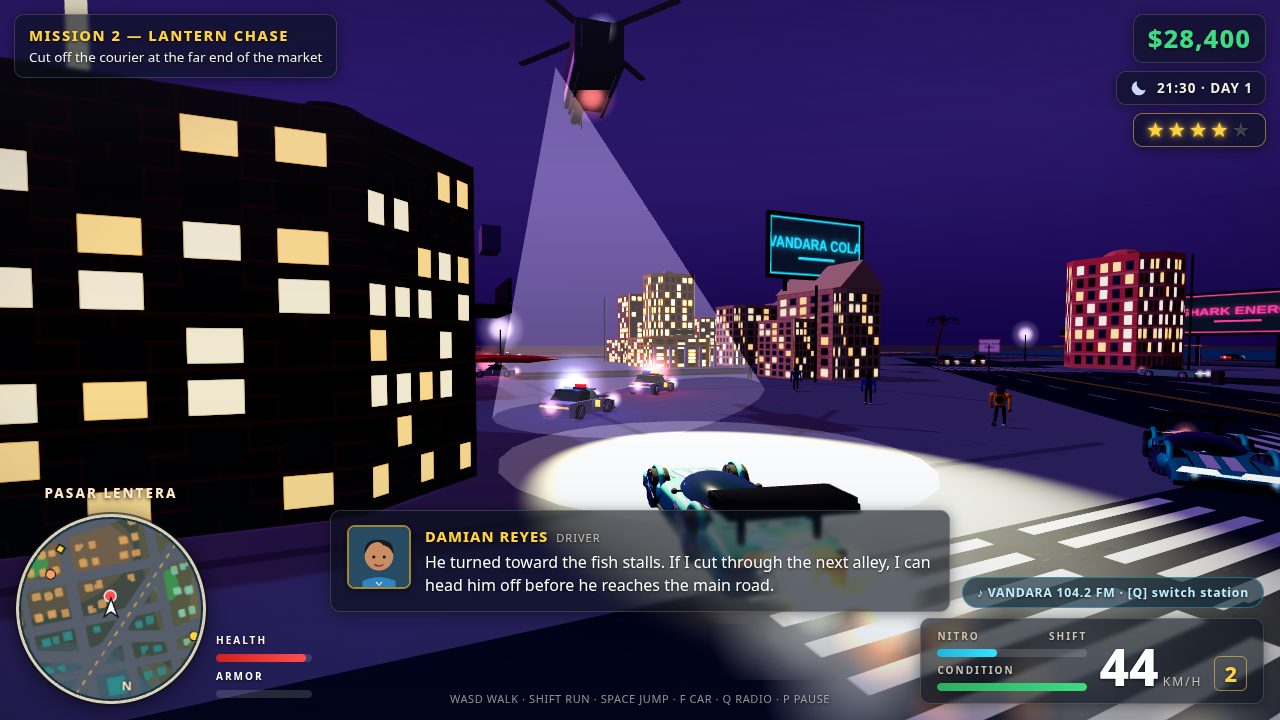 MISSION 2 — LANTERN CHASE
Cut off the courier at the far end of the market
$28,400
21:30 · DAY 1
VANDARA COLA
SHARK ENERG
PASAR LENTERA
N
HEALTH
ARMOR
DAMIAN REYES DRIVER
He turned toward the fish stalls. If I cut through the next alley, I can
head him off before he reaches the main road.
♪ VANDARA 104.2 FM · [Q] switch station
NITRO SHIFT
CONDITION
44 KM/H 2
WASD WALK · SHIFT RUN · SPACE JUMP · F CAR · Q RADIO · P PAUSE